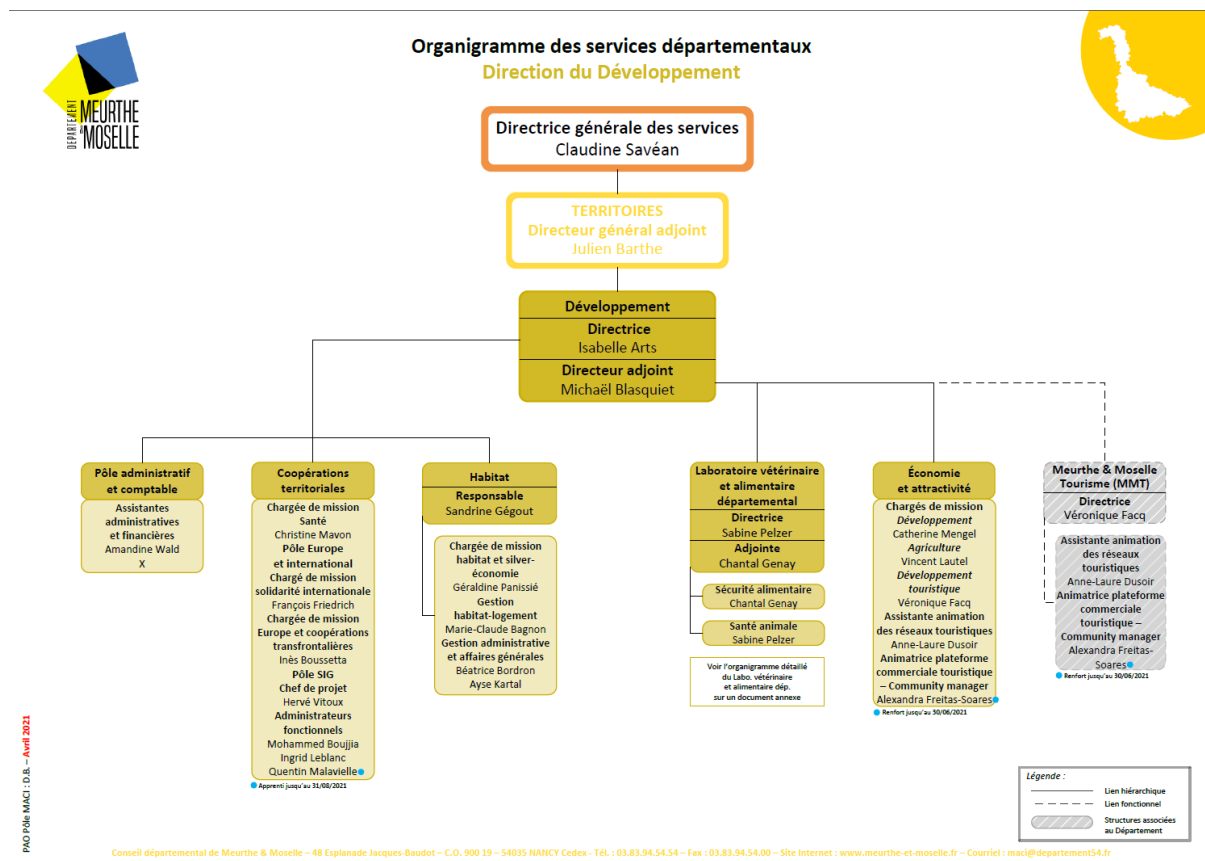 Organigramme des services départementaux
Direction du Développement
DEPARTEMENT
MEURTHE
& MOSELLE
Directrice générale des services
Claudine Savéan
TERRITOIRES
Directeur général adjoint
Julien Barthe
Développement
Directrice
Isabelle Arts
Directeur adjoint
Michaël Blasquiet
Pôle administratif
et comptable
Assistantes
administratives
et financières
Amandine Wald
X
Coopérations
territoriales
Chargée de mission
Santé
Christine Mavon
Pôle Europe
et international
Chargé de mission
solidarité internationale
François Friedrich
Chargée de mission
Europe et coopérations
transfrontalières
Inès Boussetta
Pôle SIG
Chef de projet
Hervé Vitoux
Administrateurs
fonctionnels
Mohammed Boujjia
Ingrid Leblanc
Quentin Malavielle
Apprenti jusqu'au 31/08/2021
Habitat
Responsable
Sandrine Gégout
Chargée de mission
habitat et silver-
économie
Géraldine Panissié
Gestion
habitat-logement
Marie-Claude Bagnon
Gestion administrative
et affaires générales
Béatrice Bordron
Ayse Kartal
Laboratoire vétérinaire
et alimentaire
départemental
Directrice
Sabine Pelzer
Adjointe
Chantal Genay
Sécurité alimentaire
Chantal Genay
Santé animale
Sabine Pelzer
Voir l'organigramme détaillé
du Labo. vétérinaire
et alimentaire dép.
sur un document annexe
Économie
et attractivité
Chargés de mission
Développement
Catherine Mengel
Agriculture
Vincent Lautel
Développement
touristique
Véronique Facq
Assistante animation
des réseaux touristiques
Anne-Laure Dusoir
Animatrice plateforme
commerciale touristique
– Community manager
Alexandra Freitas-Soares
Renfort jusqu'au 30/06/2021
Meurthe & Moselle
Tourisme (MMT)
Directrice
Véronique Facq
Assistante animation
des réseaux
touristiques
Anne-Laure Dusoir
Animatrice plateforme
commerciale
touristique –
Community manager
Alexandra Freitas-
Soares
Renfort jusqu'au 30/06/2021
Légende :
Lien hiérarchique
Lien fonctionnel
Structures associées
au Département
PAO Pôle MACI : D.B. – Avril 2021
Conseil départemental de Meurthe & Moselle – 48 Esplanade Jacques-Baudot – C.O. 900 19 – 54035 NANCY Cedex - Tél. : 03.83.94.54.54 – Fax : 03.83.94.54.00 – Site Internet : www.meurthe-et-moselle.fr – Courriel : maci@departement54.fr